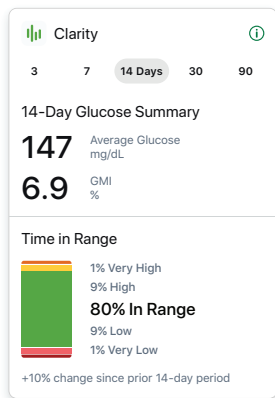 Clarity
3 7 14 Days 30 90
14-Day Glucose Summary
147 Average Glucose
mg/dL
6.9 GMI
%
Time in Range
1% Very High
9% High
80% In Range
9% Low
1% Very Low
+10% change since prior 14-day period